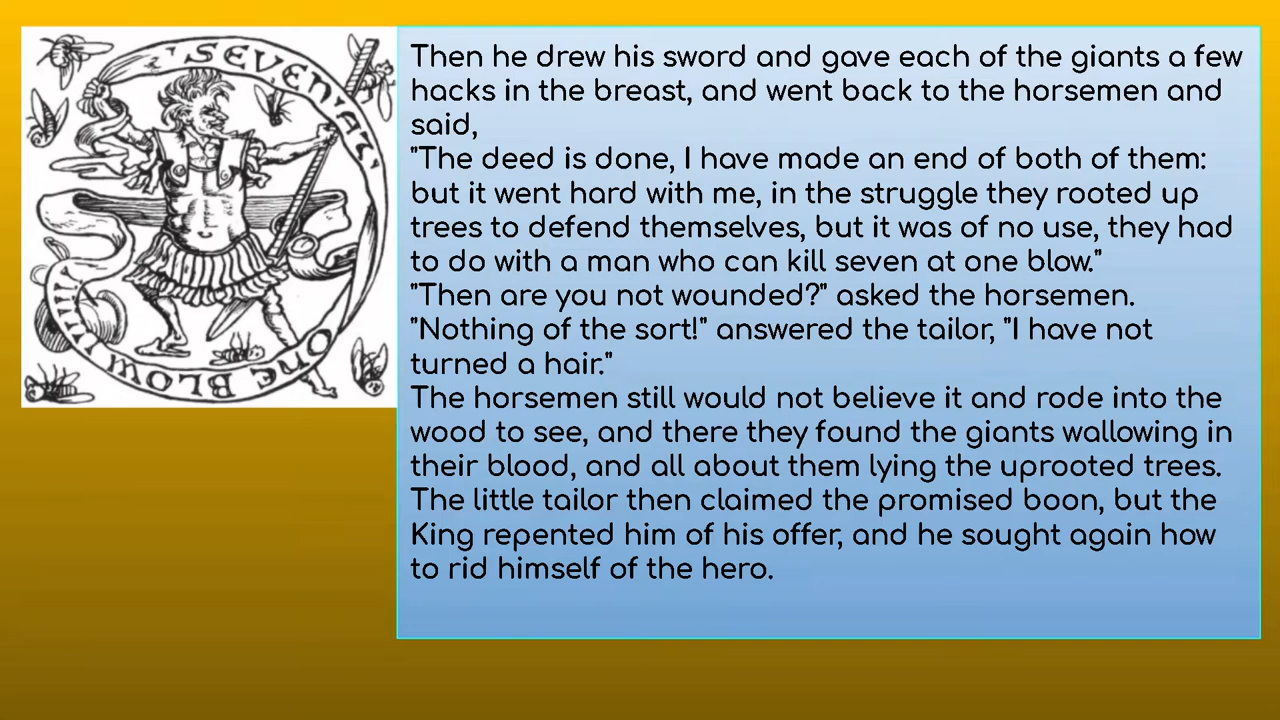 SEVEN AT
ONE BLOW
Then he drew his sword and gave each of the giants a few
hacks in the breast, and went back to the horsemen and
said,
"The deed is done, I have made an end of both of them:
but it went hard with me, in the struggle they rooted up
trees to defend themselves, but it was of no use, they had
to do with a man who can kill seven at one blow."
"Then are you not wounded?" asked the horsemen.
"Nothing of the sort!" answered the tailor, "I have not
turned a hair."
The horsemen still would not believe it and rode into the
wood to see, and there they found the giants wallowing in
their blood, and all about them lying the uprooted trees.
The little tailor then claimed the promised boon, but the
King repented him of his offer, and he sought again how
to rid himself of the hero.